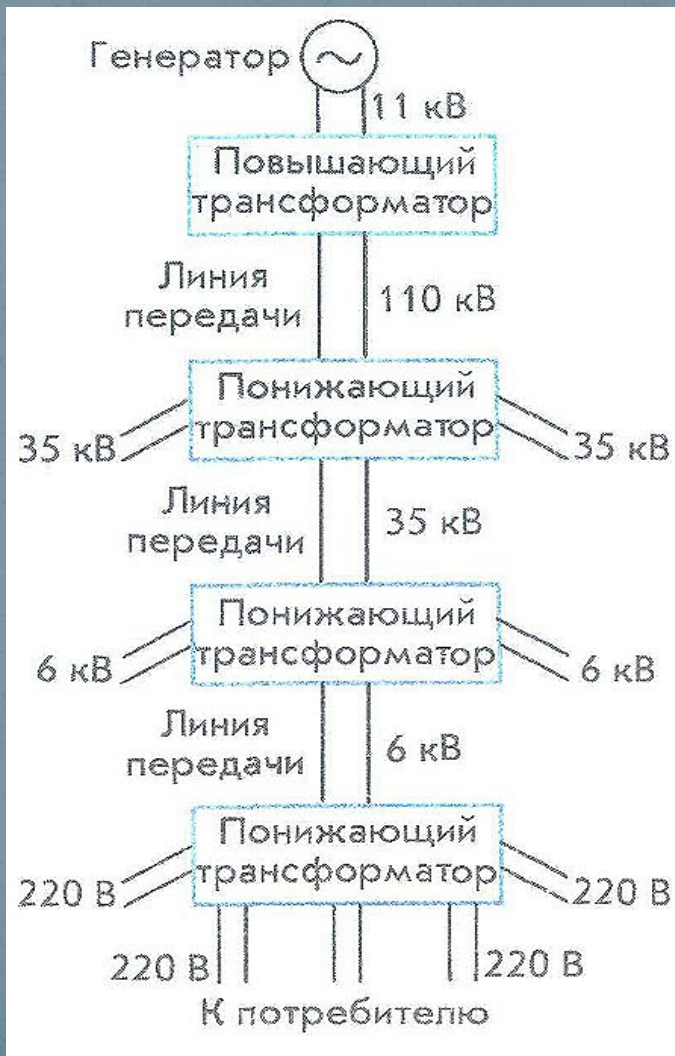 Генератор
11 кВ
Повышающий
трансформатор
Линия
передачи
110 кВ
Понижающий
трансформатор
35 кВ
35 кВ
Линия
передачи
35 кВ
Понижающий
трансформатор
6 кВ
6 кВ
Линия
передачи
6 кВ
Понижающий
трансформатор
220 В
220 В
220 В
220 В
К потребителю